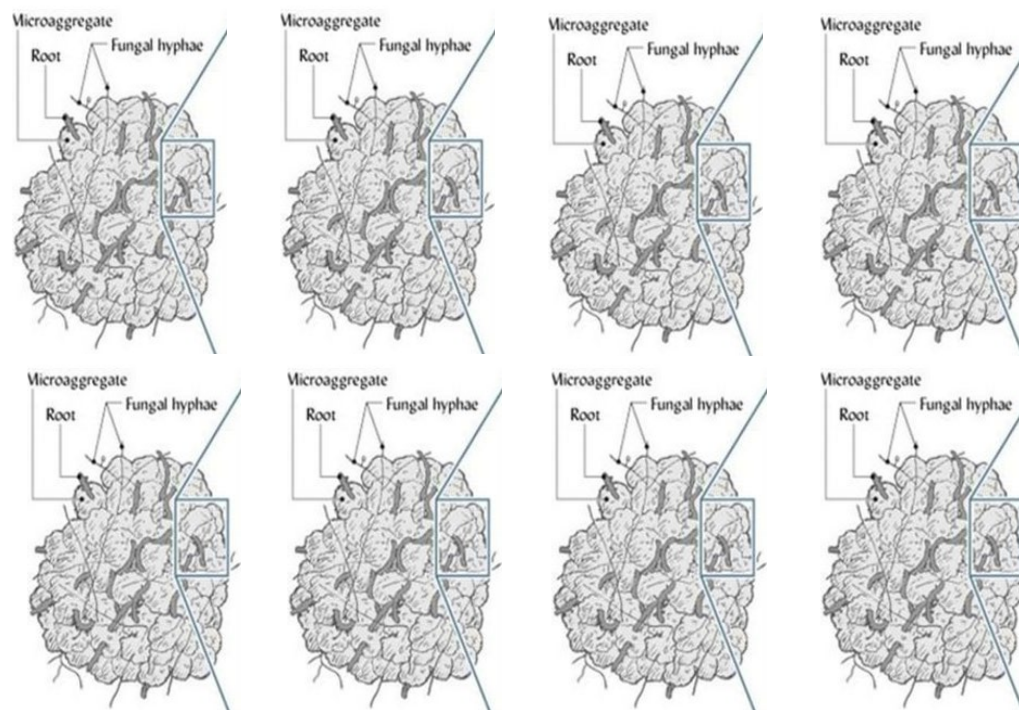 Microaggregate Microaggregate Microaggregate Microaggregate
Fungal hyphae Fungal hyphae Fungal hyphae Fungal hyphae
Root Root Root Root
Microaggregate Microaggregate Microaggregate Microaggregate
Fungal hyphae Fungal hyphae Fungal hyphae Fungal hyphae
Root Root Root Root